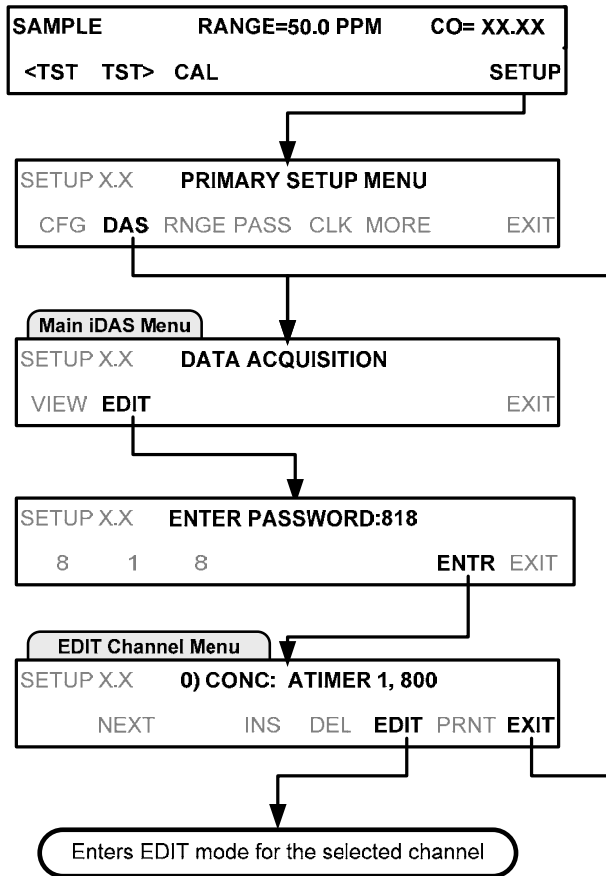 SAMPLE RANGE=50.0 PPM CO= XX.XX
<TST TST> CAL SETUP
SETUP X.X PRIMARY SETUP MENU
CFG DAS RNGE PASS CLK MORE EXIT
Main iDAS Menu
SETUP X.X DATA ACQUISITION
VIEW EDIT EXIT
SETUP X.X ENTER PASSWORD:818
8 1 8 ENTR EXIT
EDIT Channel Menu
SETUP X.X 0) CONC: ATIMER 1, 800
NEXT INS DEL EDIT PRNT EXIT
Enters EDIT mode for the selected channel